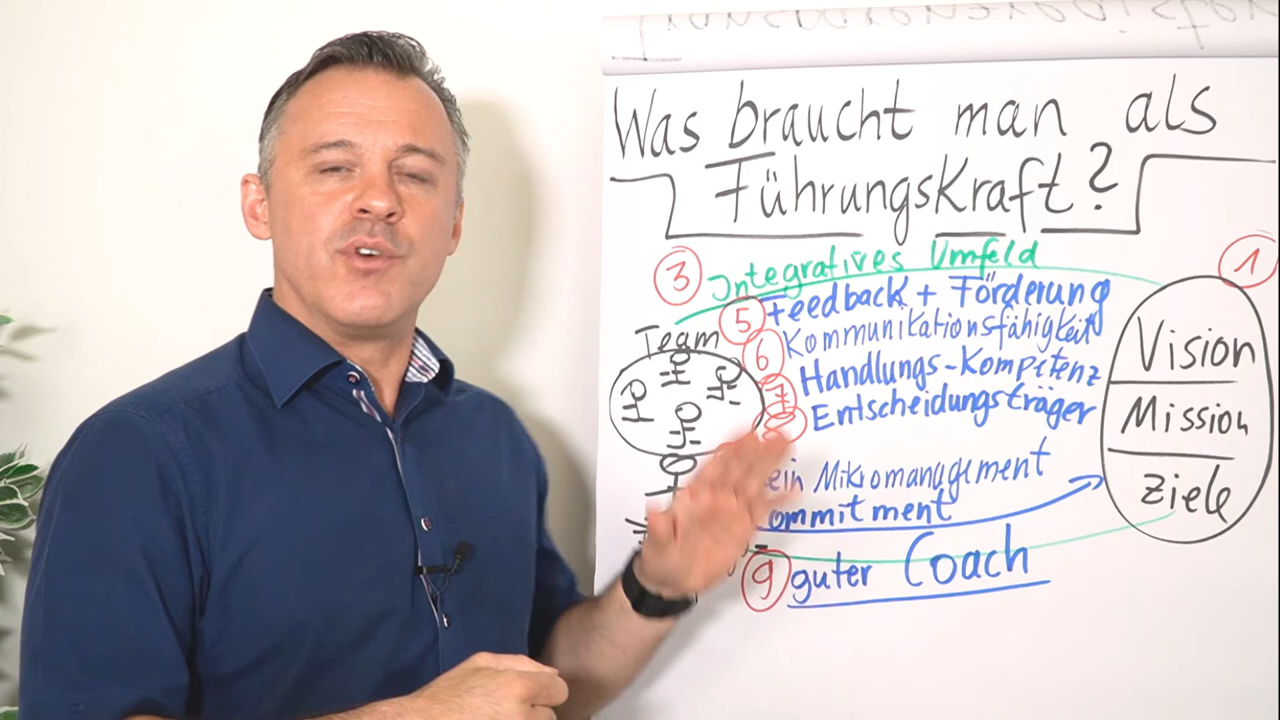 Was braucht man als
Führungskraft?
3 Integratives Umfeld
1
5 Feedback + Förderung
Team
6 Kommunikationsfähigkeit
7 Handlungs-Kompetenz
Entscheidungsträger
Vision
Mission
Ziele
Mikromanagement
9 guter Coach